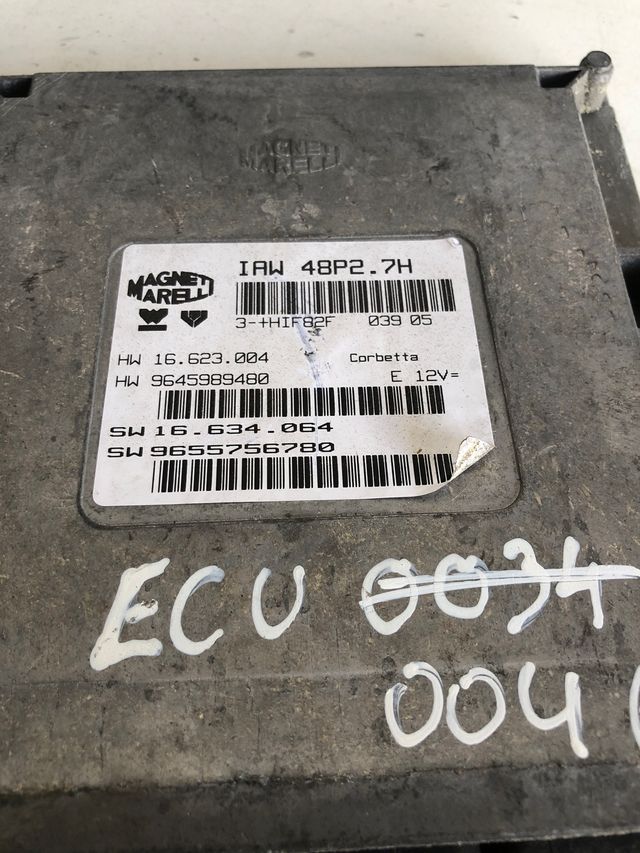 MAGNETI
MARELLI
MAGNETI
MARELLI
IAW 48P2.7H
3-+HIF82F 039 05
HW 16.623.004 Corbetta
HW 9645989480 E 12V=
SW 16.634.064
SW 9655756780
ECU 0034
004